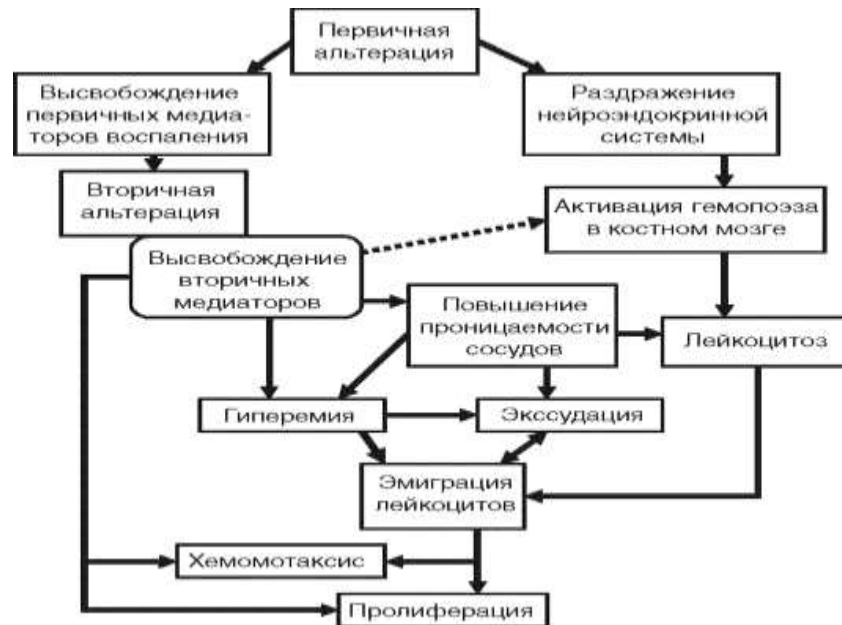 Первичная
альтерация
Высвобождение
первичных медиа-
торов воспаления
Раздражение
нейроэндокринной
системы
Вторичная
альтерация
Активация гемопоэза
в костном мозге
Высвобождение
вторичных
медиаторов
Повышение
проницаемости
сосудов
Лейкоцитоз
Гиперемия
Экссудация
Эмиграция
лейкоцитов
Хемомотаксис
Пролиферация